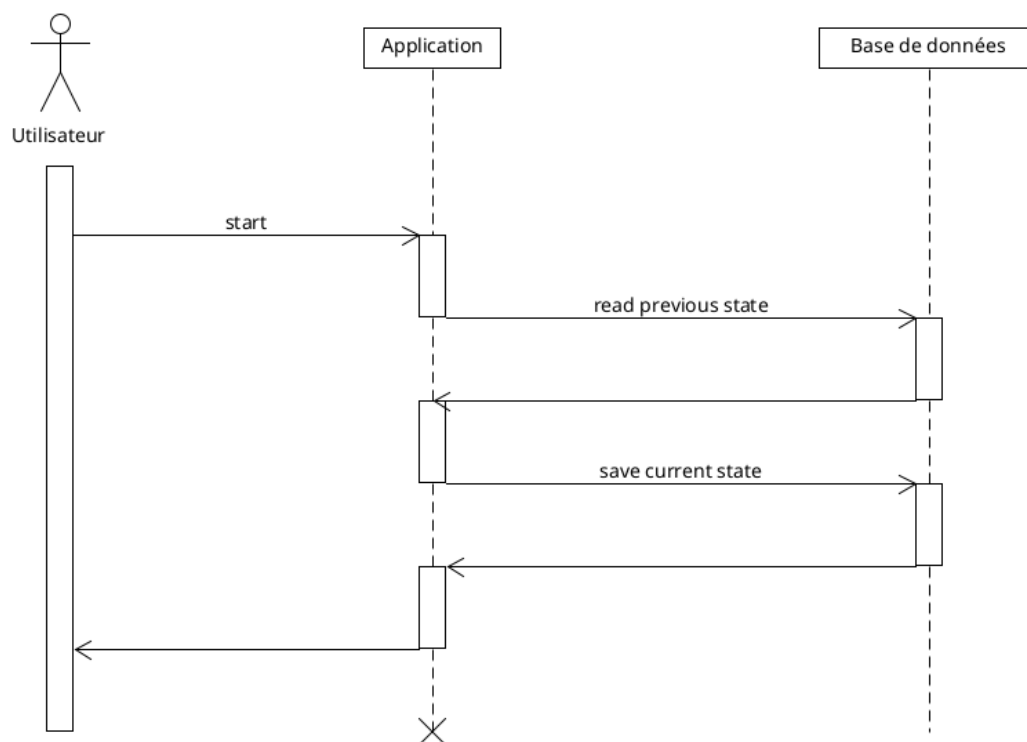 Application
Base de données
Utilisateur
start
read previous state
save current state